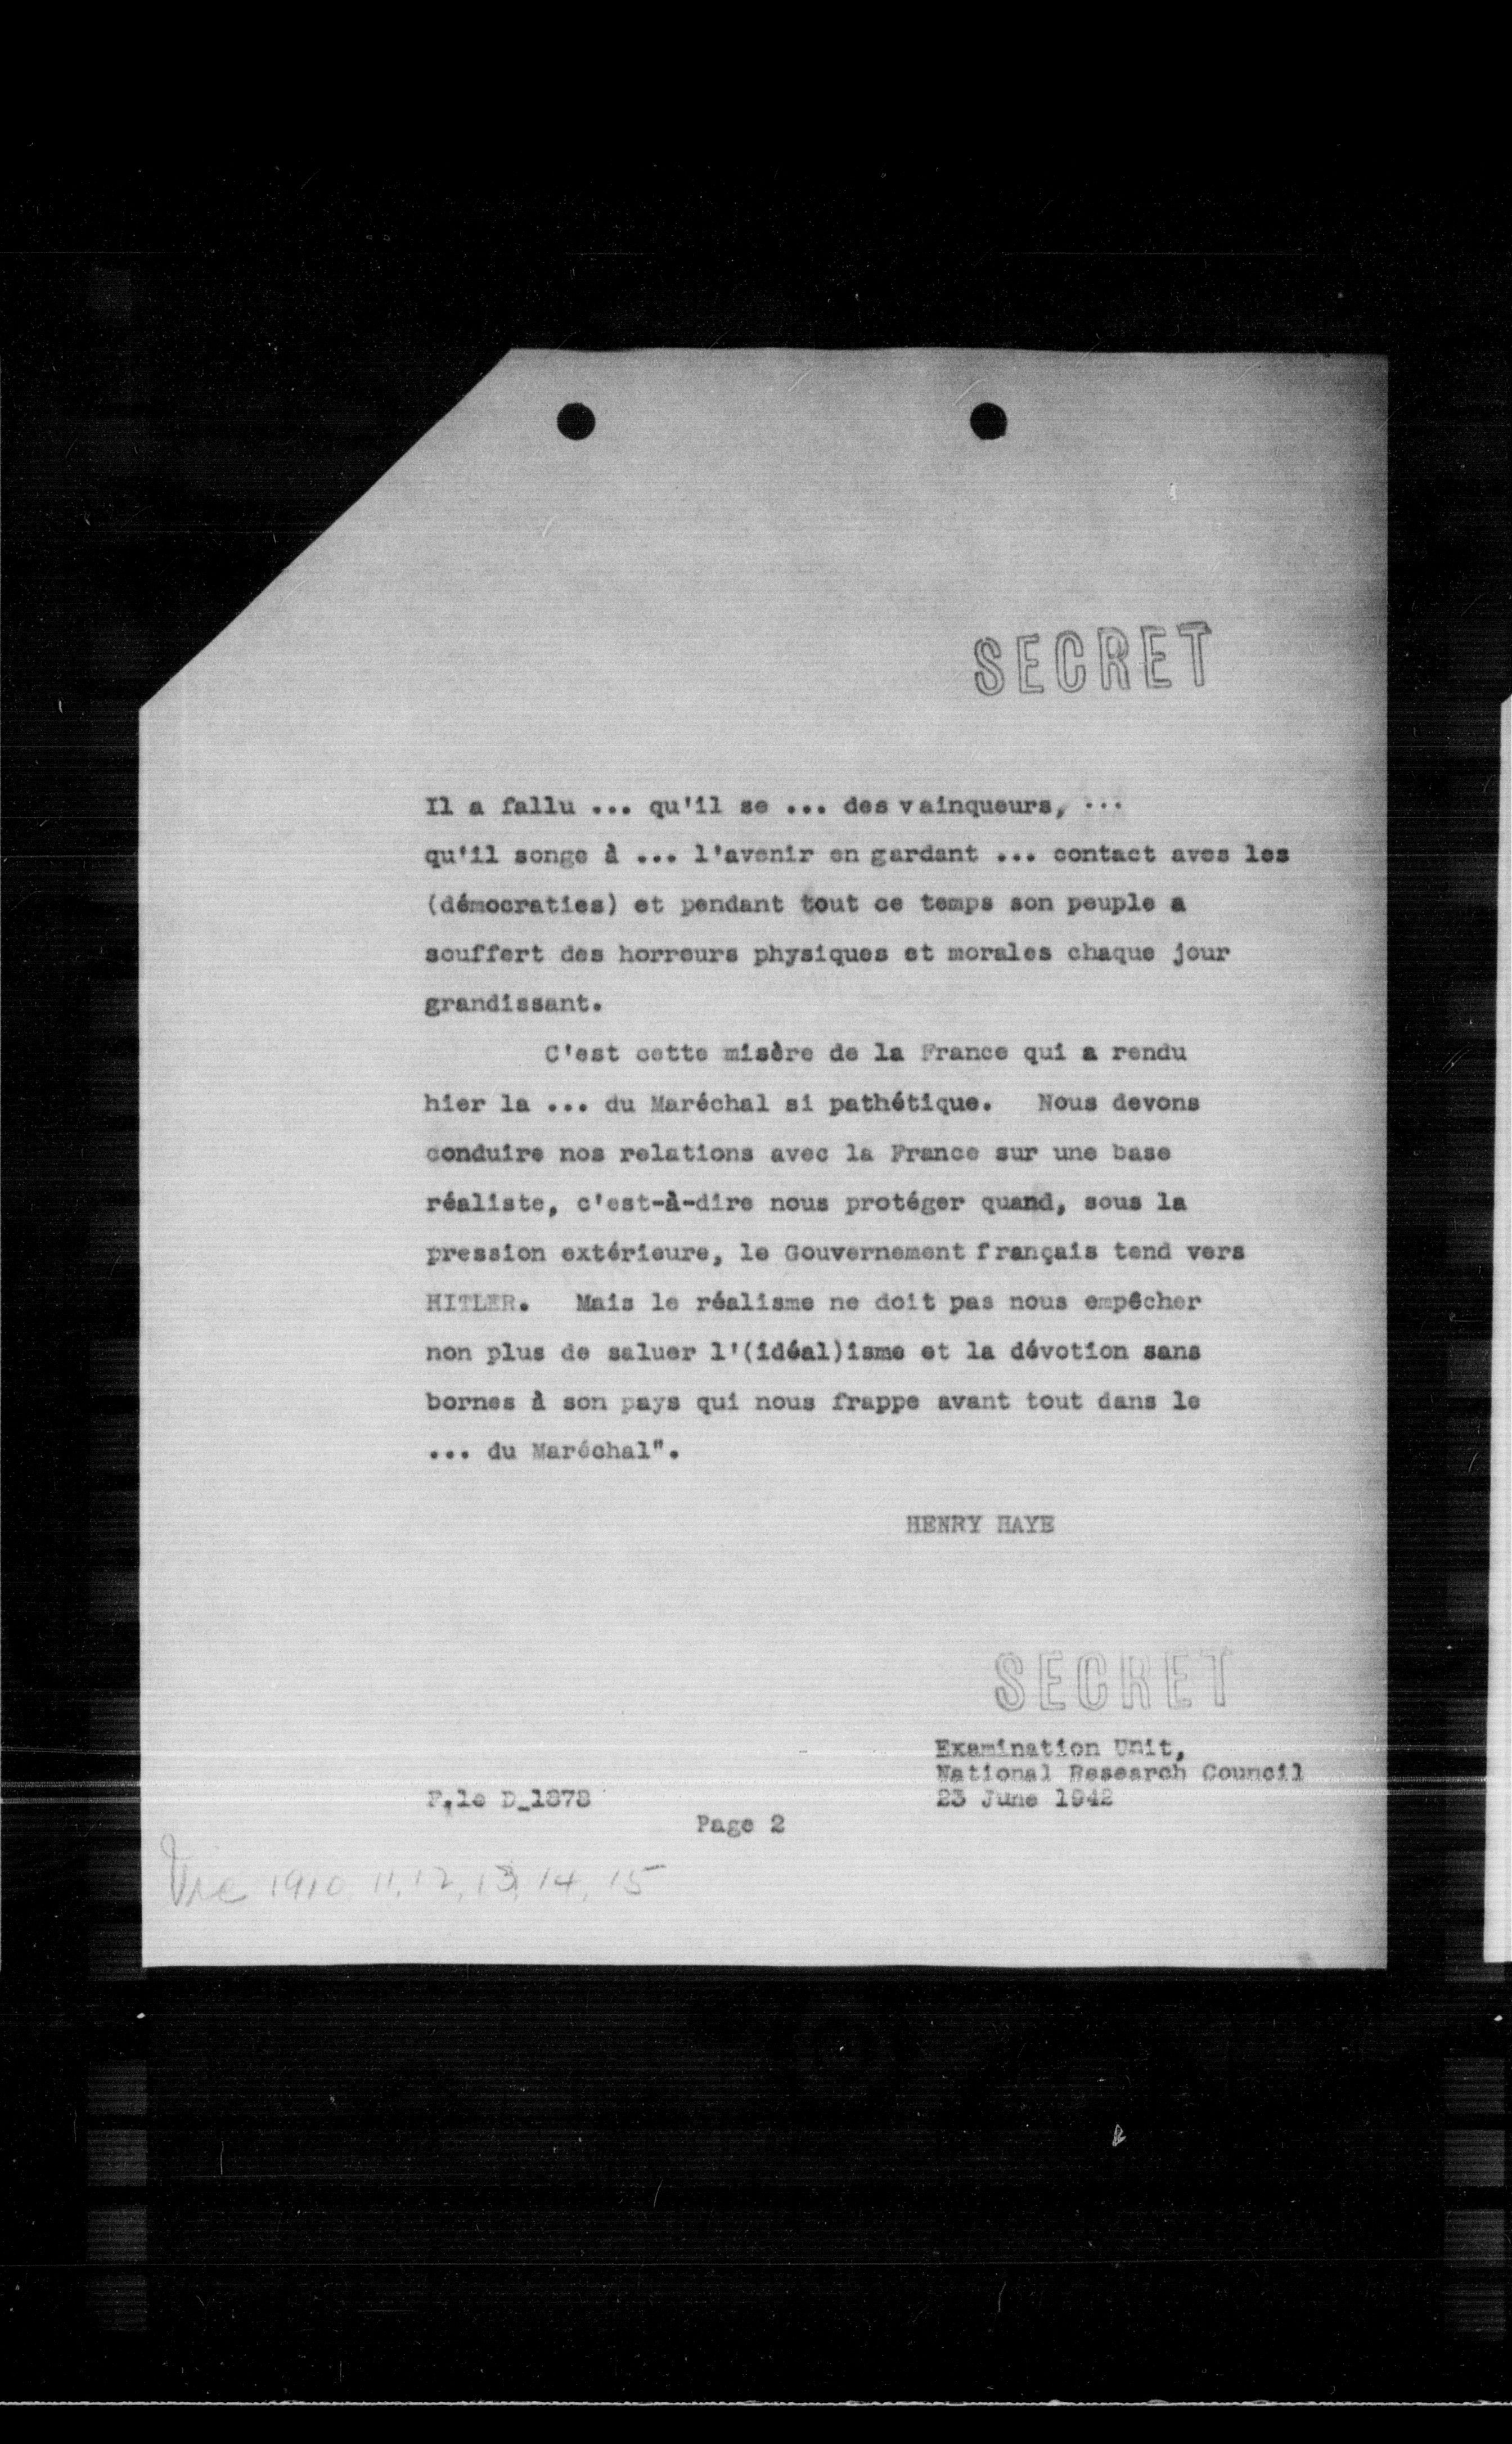 SECRET
Il a fallu ... qu'il se ... des vainqueurs, ...
qu'il songe à ... l'avenir en gardant ... contact aves les
(démocraties) et pendant tout ce temps son peuple a
souffert des horreurs physiques et morales chaque jour
grandissant.
C'est cette misère de la France qui a rendu
hier la ... du Maréchal si pathétique. Nous devons
conduire nos relations avec la France sur une base
réaliste, c'est-à-dire nous protéger quand, sous la
pression extérieure, le Gouvernement français tend vers
HITLER. Mais le réalisme ne doit pas nous empêcher
non plus de saluer l'(idéal)isme et la dévotion sans
bornes à son pays qui nous frappe avant tout dans le
... du Maréchal".
HENRY HAYE
SECRET
Examination Unit,
National Research Council
F,le D_1878
23 June 1942
Page 2
1910, 11, 12, 13, 14, 15